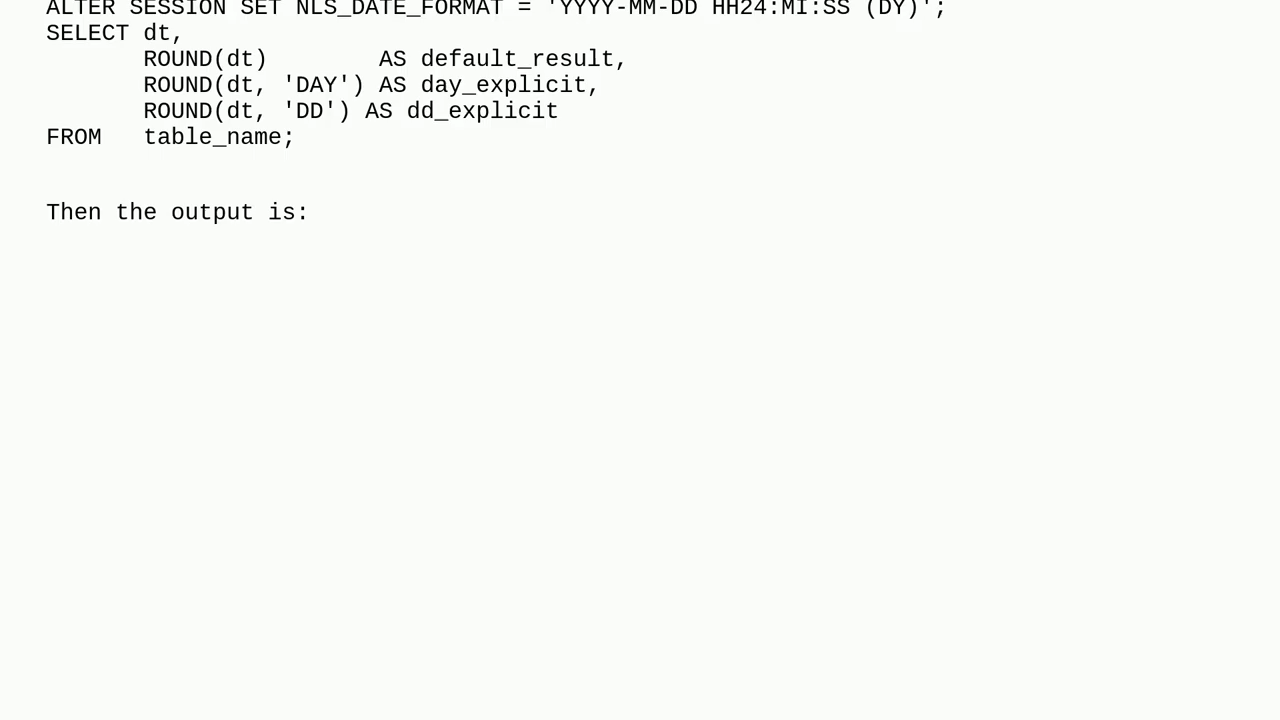 ALTER SESSION SET NLS_DATE_FORMAT = 'YYYY-MM-DD HH24:MI:SS (DY)';
SELECT dt,
       ROUND(dt)        AS default_result,
       ROUND(dt, 'DAY') AS day_explicit,
       ROUND(dt, 'DD') AS dd_explicit
FROM   table_name;
Then the output is: